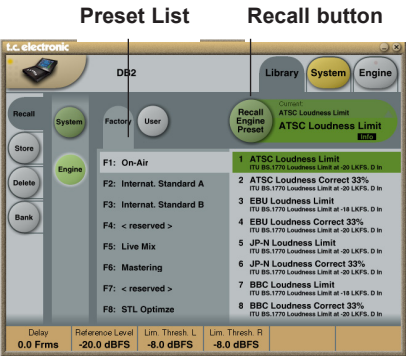 Preset List Recall button
t.c. electronic
DB2
Library System Engine
Recall
Store
Delete
Bank
System
Engine
Factory User
Recall Engine Preset
Current
ATSC Loudness Limit
ATSC Loudness Limit
Info
F1: On-Air
F2: Internat. Standard A
F3: Internat. Standard B
F4: < reserved >
F5: Live Mix
F6: Mastering
F7: < reserved >
F8: STL Optimze
1 ATSC Loudness Limit
ITU BS.1770 Loudness Limit at -20 LKFS. D In
2 ATSC Loudness Correct 33%
ITU BS.1770 Loudness Limit at -20 LKFS. D In
3 EBU Loudness Limit
ITU BS.1770 Loudness Limit at -18 LKFS. D In
4 EBU Loudness Correct 33%
ITU BS.1770 Loudness Limit at -20 LKFS. D In
5 JP-N Loudness Limit
ITU BS.1770 Loudness Limit at -20 LKFS. D In
6 JP-N Loudness Correct 33%
ITU BS.1770 Loudness Limit at -20 LKFS. D In
7 BBC Loudness Limit
ITU BS.1770 Loudness Limit at -18 LKFS. D In
8 BBC Loudness Correct 33%
ITU BS.1770 Loudness Limit at -20 LKFS. D In
Delay Reference Level Lim. Thresh. L Lim. Thresh. R
0.0 Frms -20.0 dBFS -8.0 dBFS -8.0 dBFS